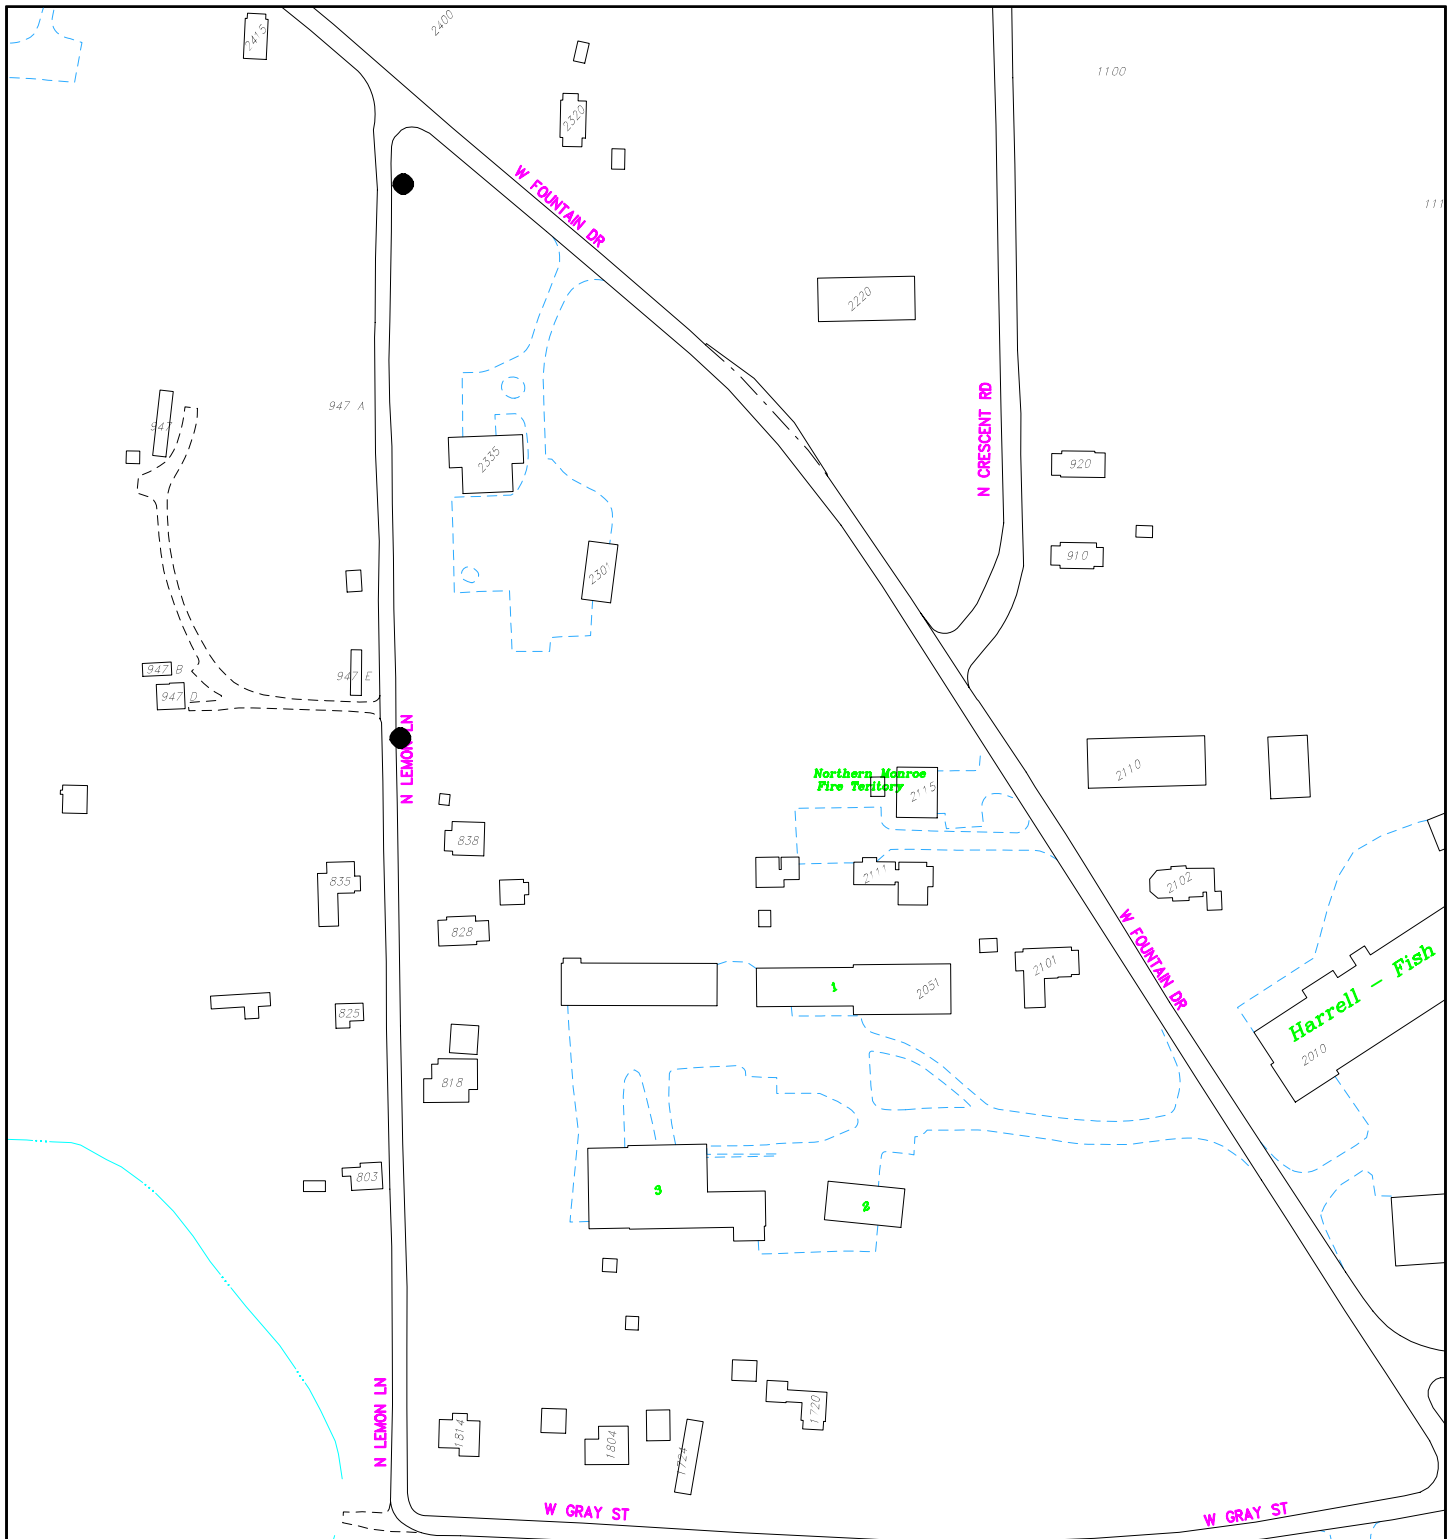 2415
2400
2320
1100
111
W FOUNTAIN DR
2220
N CRESCENT RD
947 A
947
2335
920
910
2301
947 B
947 E
947 D
N LEMON LN
2110
Northern Monroe
Fire Teritory
2115
838
835
2111
2102
828
W FOUNTAIN DR
2101
1
2051
Harrell - Fish
2010
825
818
803
3
2
N LEMON LN
1814
1804
1724
1720
W GRAY ST
W GRAY ST